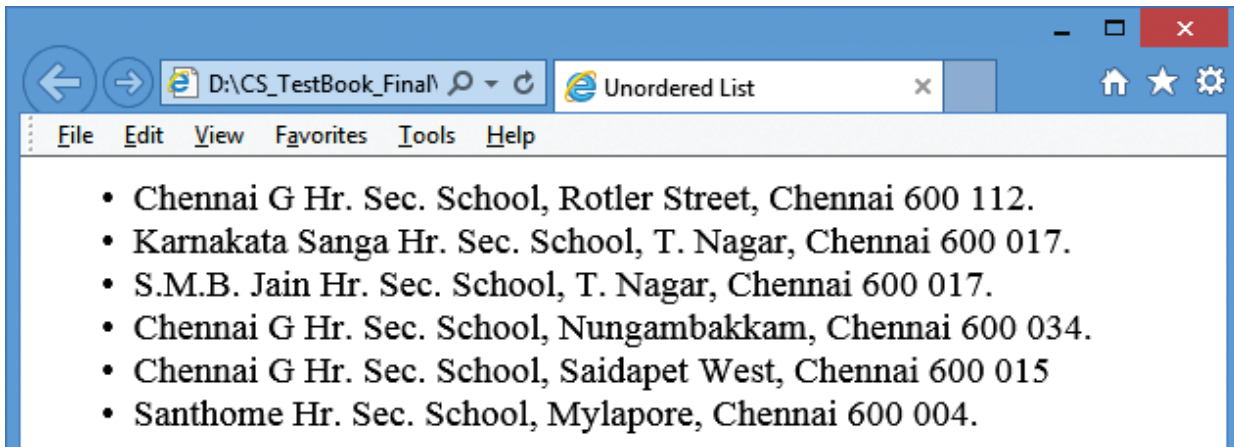 D:\CS_TestBook_Final\
Unordered List
File Edit View Favorites Tools Help
• Chennai G Hr. Sec. School, Rotler Street, Chennai 600 112.
• Karnakata Sanga Hr. Sec. School, T. Nagar, Chennai 600 017.
• S.M.B. Jain Hr. Sec. School, T. Nagar, Chennai 600 017.
• Chennai G Hr. Sec. School, Nungambakkam, Chennai 600 034.
• Chennai G Hr. Sec. School, Saidapet West, Chennai 600 015
• Santhome Hr. Sec. School, Mylapore, Chennai 600 004.